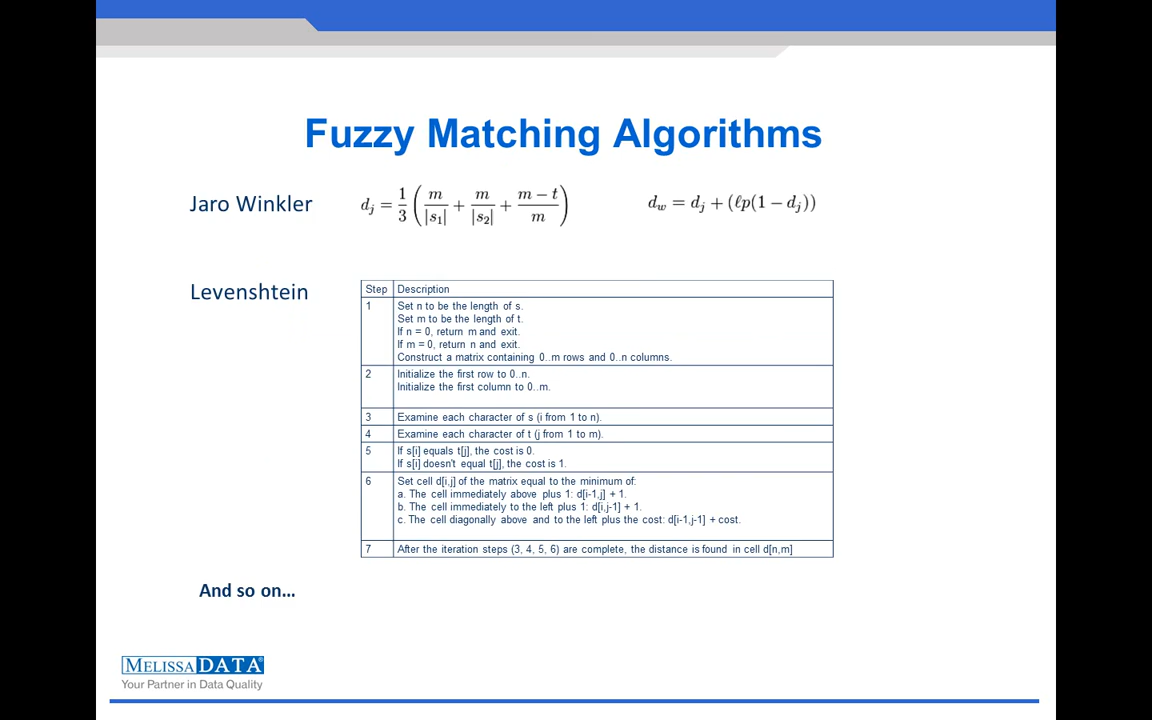 Fuzzy Matching Algorithms
Jaro Winkler
d_j = \frac{1}{3}\left(\frac{m}{|s_1|} + \frac{m}{|s_2|} + \frac{m - t}{m}\right)
d_w = d_j + (ℓp(1 − d_j))
Levenshtein
Step Description
1 Set n to be the length of s.
Set m to be the length of t.
If n = 0, return m and exit.
If m = 0, return n and exit.
Construct a matrix containing 0..m rows and 0..n columns.
2 Initialize the first row to 0..n.
Initialize the first column to 0..m.
3 Examine each character of s (i from 1 to n).
4 Examine each character of t (j from 1 to m).
5 If s[i] equals t[j], the cost is 0.
If s[i] doesn't equal t[j], the cost is 1.
6 Set cell d[i,j] of the matrix equal to the minimum of:
a. The cell immediately above plus 1: d[i-1,j] + 1.
b. The cell immediately to the left plus 1: d[i,j-1] + 1.
c. The cell diagonally above and to the left plus the cost: d[i-1,j-1] + cost.
7 After the iteration steps (3, 4, 5, 6) are complete, the distance is found in cell d[n,m]
And so on...
MELISSA DATA®
Your Partner in Data Quality